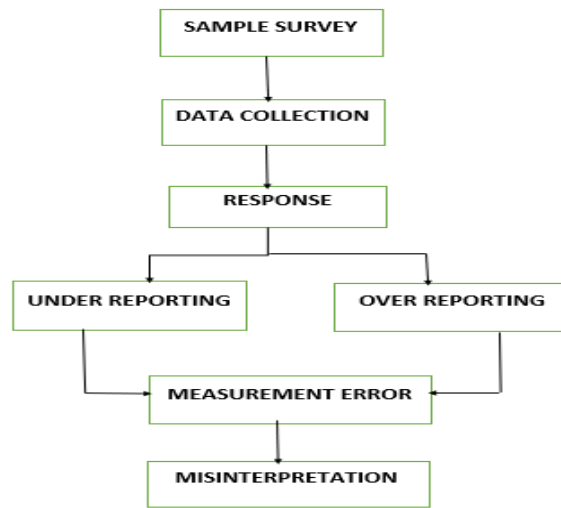 SAMPLE SURVEY
DATA COLLECTION
RESPONSE
UNDER REPORTING
OVER REPORTING
MEASUREMENT ERROR
MISINTERPRETATION